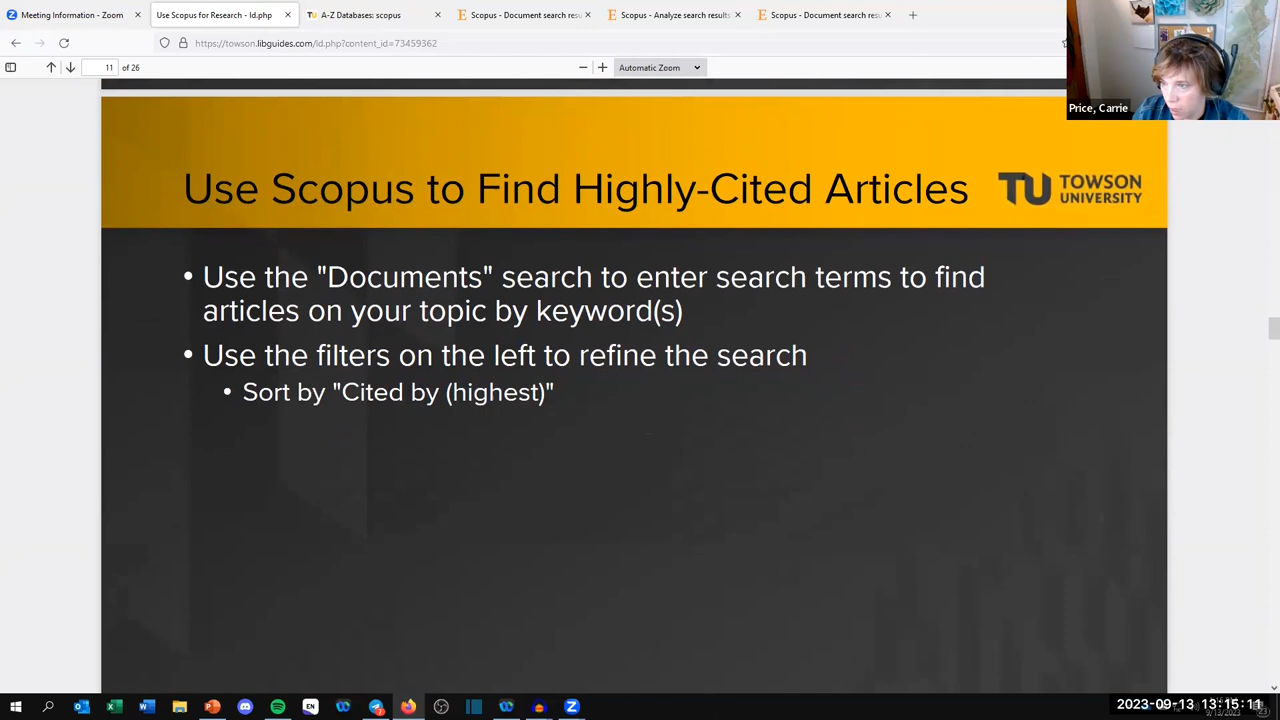 Meeting Information - Zoom
Use Scopus for Research - ld.php
A-Z Databases: scopus
Scopus - Document search resu
Scopus - Analyze search results
Scopus - Document search resu
https://towson.libguides.com/ld.php?content_id=73459362
11 of 26
Automatic Zoom
Price, Carrie
Use Scopus to Find Highly-Cited Articles
TU TOWSON
UNIVERSITY
• Use the "Documents" search to enter search terms to find
articles on your topic by keyword(s)
• Use the filters on the left to refine the search
• Sort by "Cited by (highest)"
2023-09-13 13:15:11